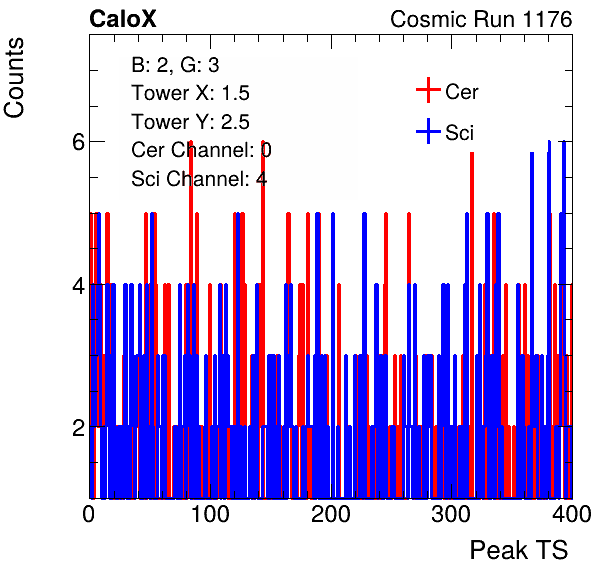 CaloX
Cosmic Run 1176
Counts
B: 2, G: 3
Tower X: 1.5
Tower Y: 2.5
Cer Channel: 0
Sci Channel: 4
Cer
Sci
6
4
2
0 100 200 300 400
Peak TS